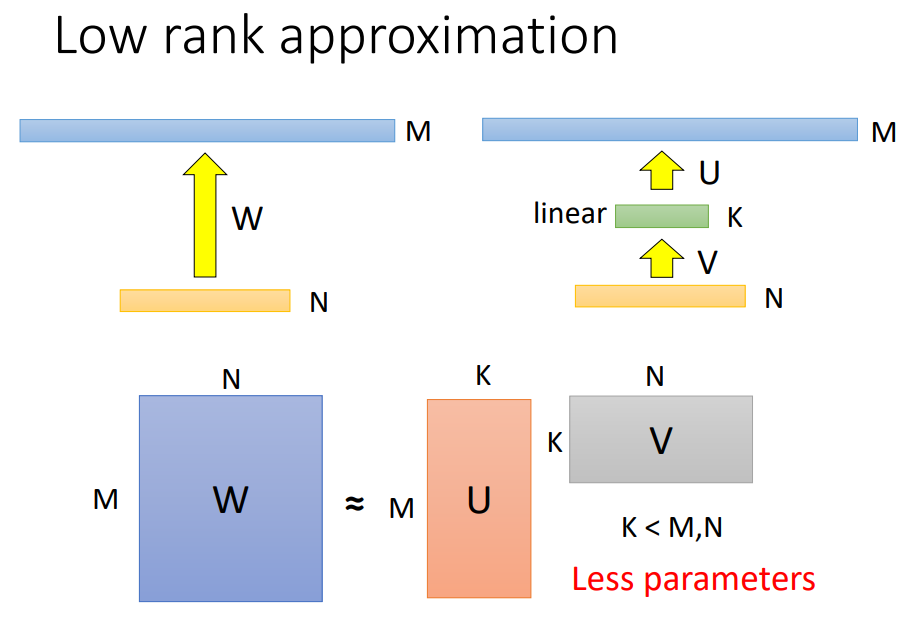 Low rank approximation
M
W
N
M
U
linear
K
V
N
N
M
W
≈
K
M
U
N
K
V
K < M,N
Less parameters